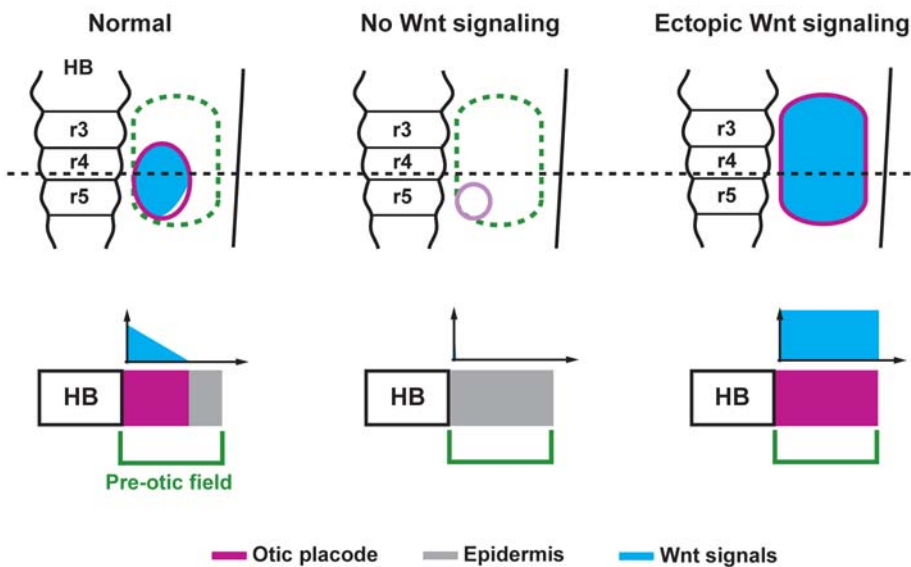 Normal
No Wnt signaling
Ectopic Wnt signaling
HB
r3
r4
r5
r3
r4
r5
r3
r4
r5
HB
HB
HB
Pre-otic field
Otic placode
Epidermis
Wnt signals